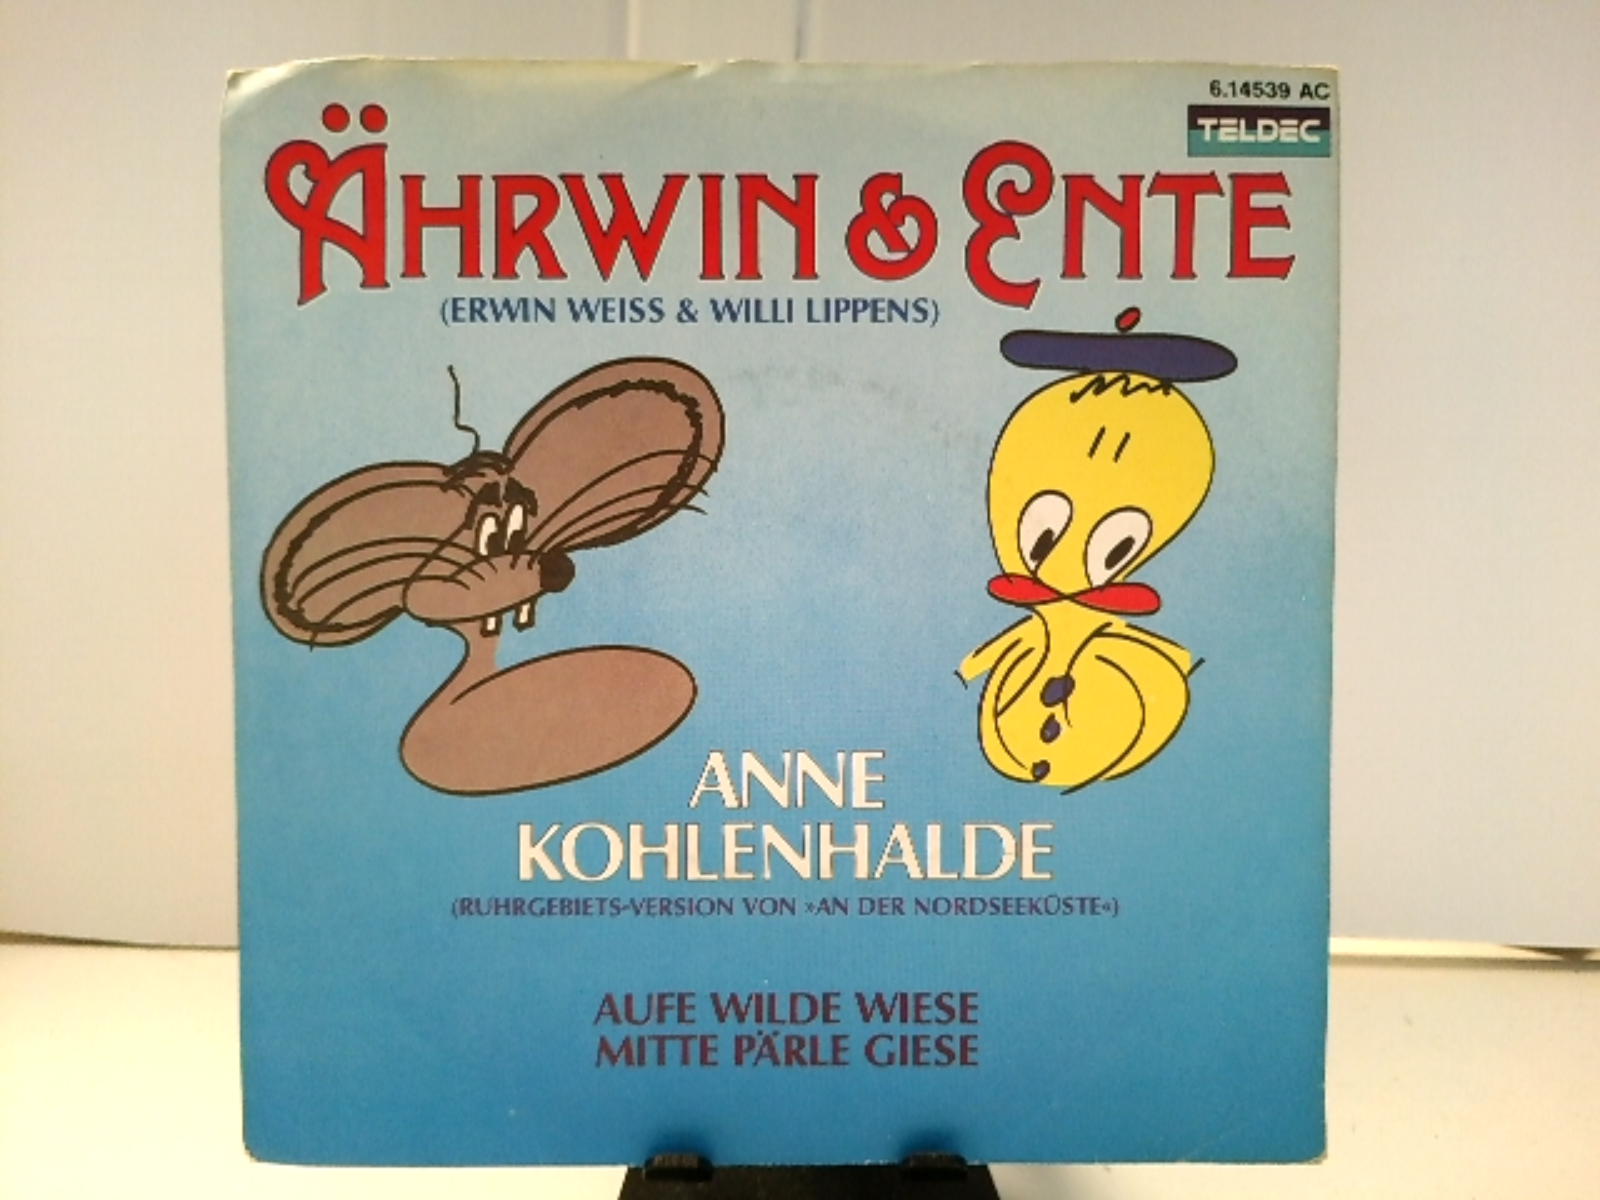 6.14539 AC
TELDEC
ÄHRWIN & ENTE
(ERWIN WEISS & WILLI LIPPENS)
ANNE
KOHLENHALDE
(RUHRGEBIETS-VERSION VON »AN DER NORDSEEKÜSTE«)
AUFE WILDE WIESE
MITTE PÄRLE GIESE